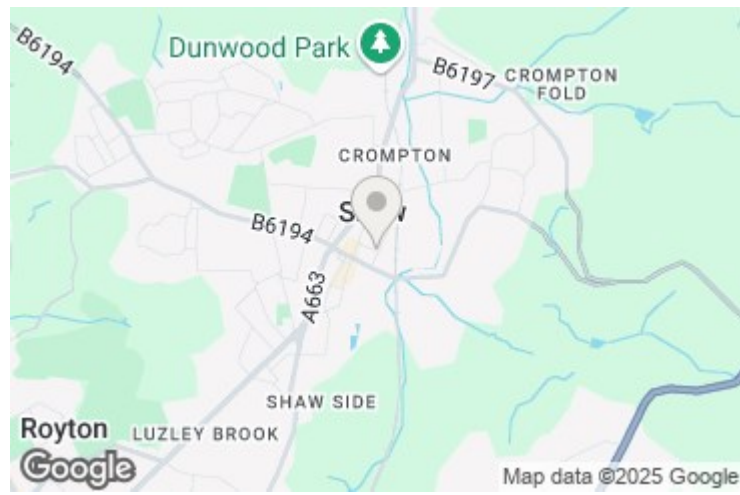 B6194
Dunwood Park
B6197
CROMPTON
FOLD
CROMPTON
B6194
A663
SHAW SIDE
Royton
LUZLEY BROOK
Google
Map data ©2025 Google